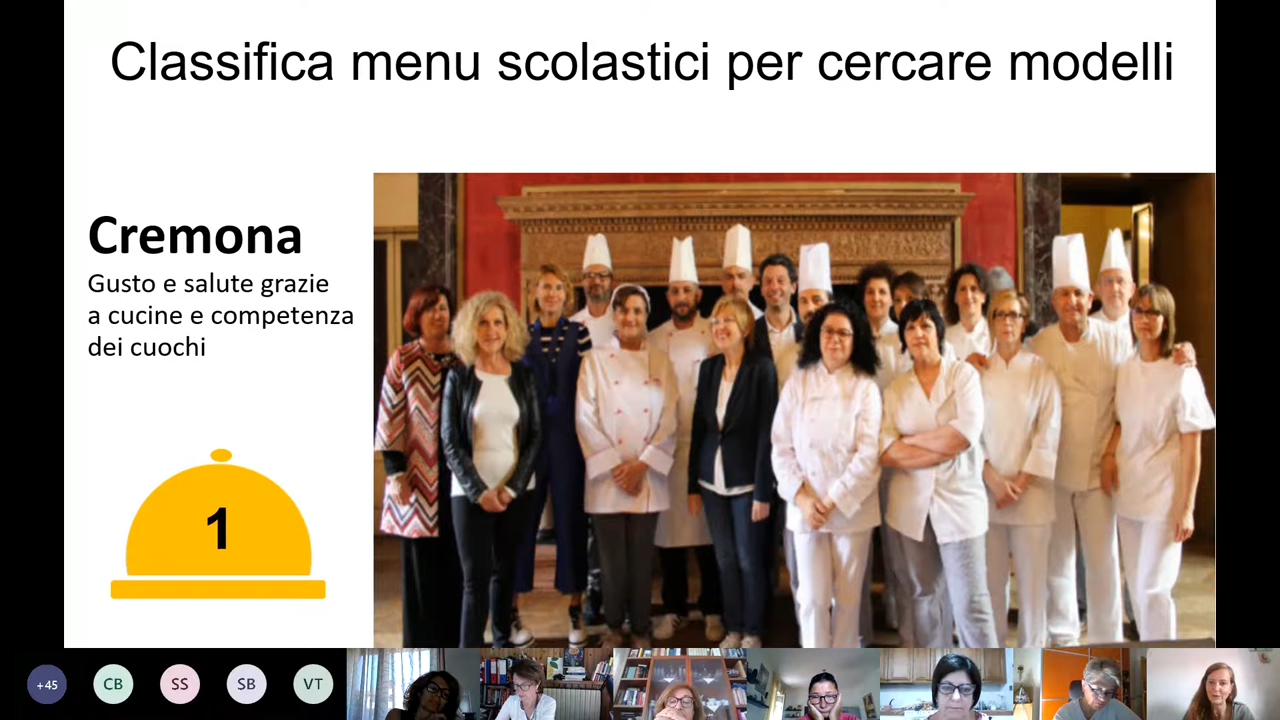 Classifica menu scolastici per cercare modelli
Cremona
Gusto e salute grazie
a cucine e competenza
dei cuochi
1
+45
CB
SS
SB
VT